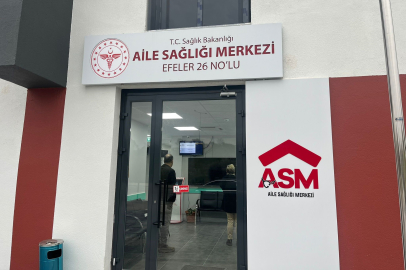 T.C. Sağlık Bakanlığı
AİLE SAĞLIĞI MERKEZİ
EFELER 26 NO'LU
ASM
AİLE SAĞLIĞI MERKEZİ